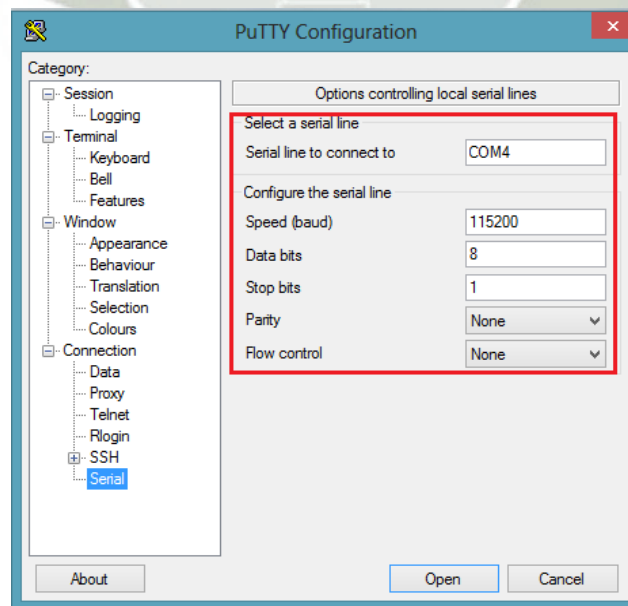 PuTTY Configuration
Category:
Session
Logging
Terminal
Keyboard
Bell
Features
Window
Appearance
Behaviour
Translation
Selection
Colours
Connection
Data
Proxy
Telnet
Rlogin
SSH
Serial
Options controlling local serial lines
Select a serial line
Serial line to connect to COM4
Configure the serial line
Speed (baud) 115200
Data bits 8
Stop bits 1
Parity None
Flow control None
About Open Cancel